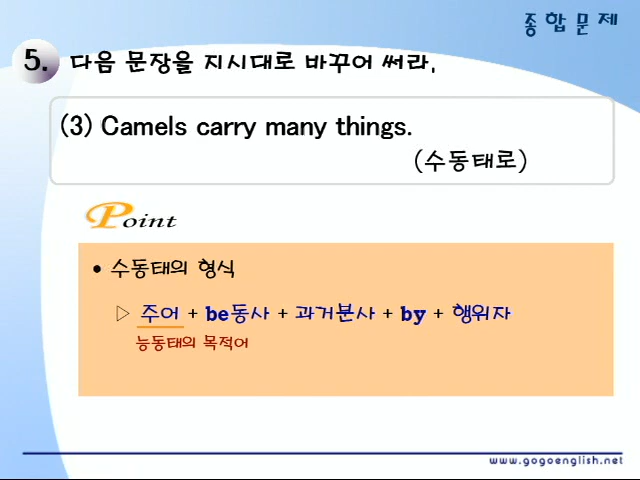 종합문제
5. 다음 문장을 지시대로 바꾸어 써라.
(3) Camels carry many things.
(수동태로)
Point
• 수동태의 형식
▷ 주어 + be동사 + 과거분사 + by + 행위자
능동태의 목적어
www.gogoenglish.net